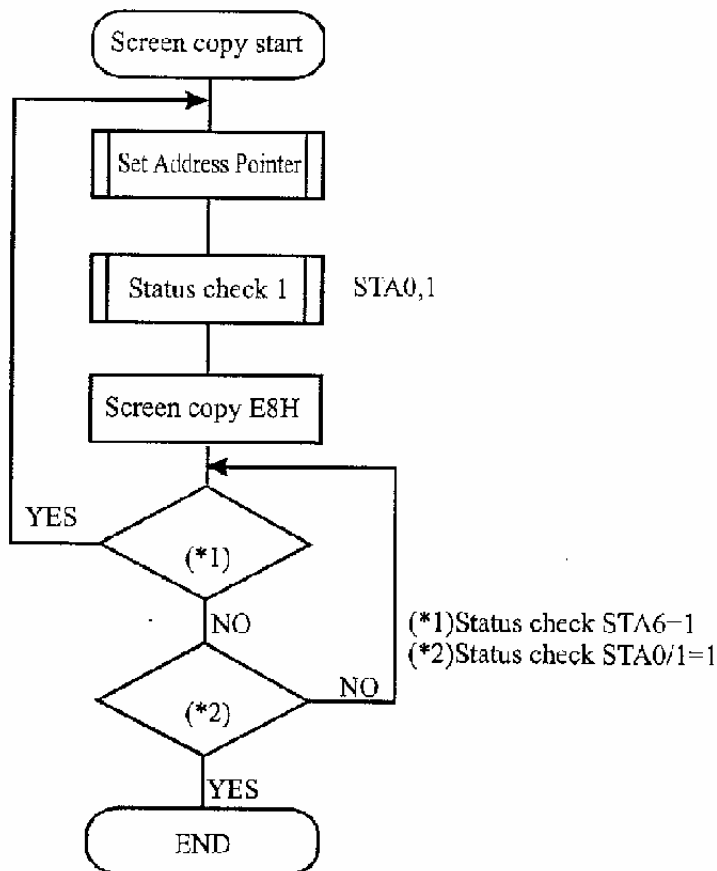 Screen copy start
Set Address Pointer
Status check 1
STA0,1
Screen copy E8H
YES
(*1)
NO
(*1)Status check STA6=1
(*2)Status check STA0/1=1
NO
(*2)
YES
END